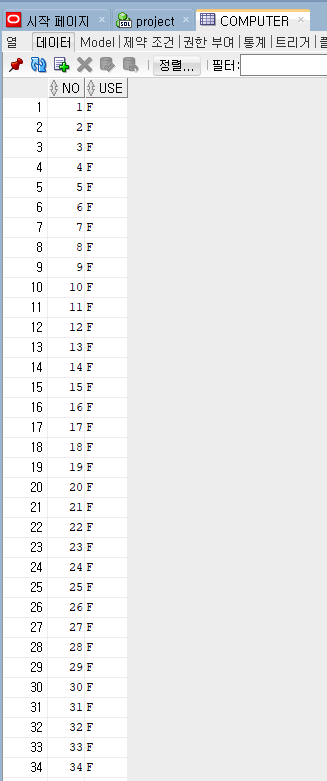 시작 페이지 × project × COMPUTER ×
열 데이터 Model 제약 조건 권한 부여 통계 트리거
정렬... 필터:
NO USE
1 1 F
2 2 F
3 3 F
4 4 F
5 5 F
6 6 F
7 7 F
8 8 F
9 9 F
10 10 F
11 11 F
12 12 F
13 13 F
14 14 F
15 15 F
16 16 F
17 17 F
18 18 F
19 19 F
20 20 F
21 21 F
22 22 F
23 23 F
24 24 F
25 25 F
26 26 F
27 27 F
28 28 F
29 29 F
30 30 F
31 31 F
32 32 F
33 33 F
34 34 F